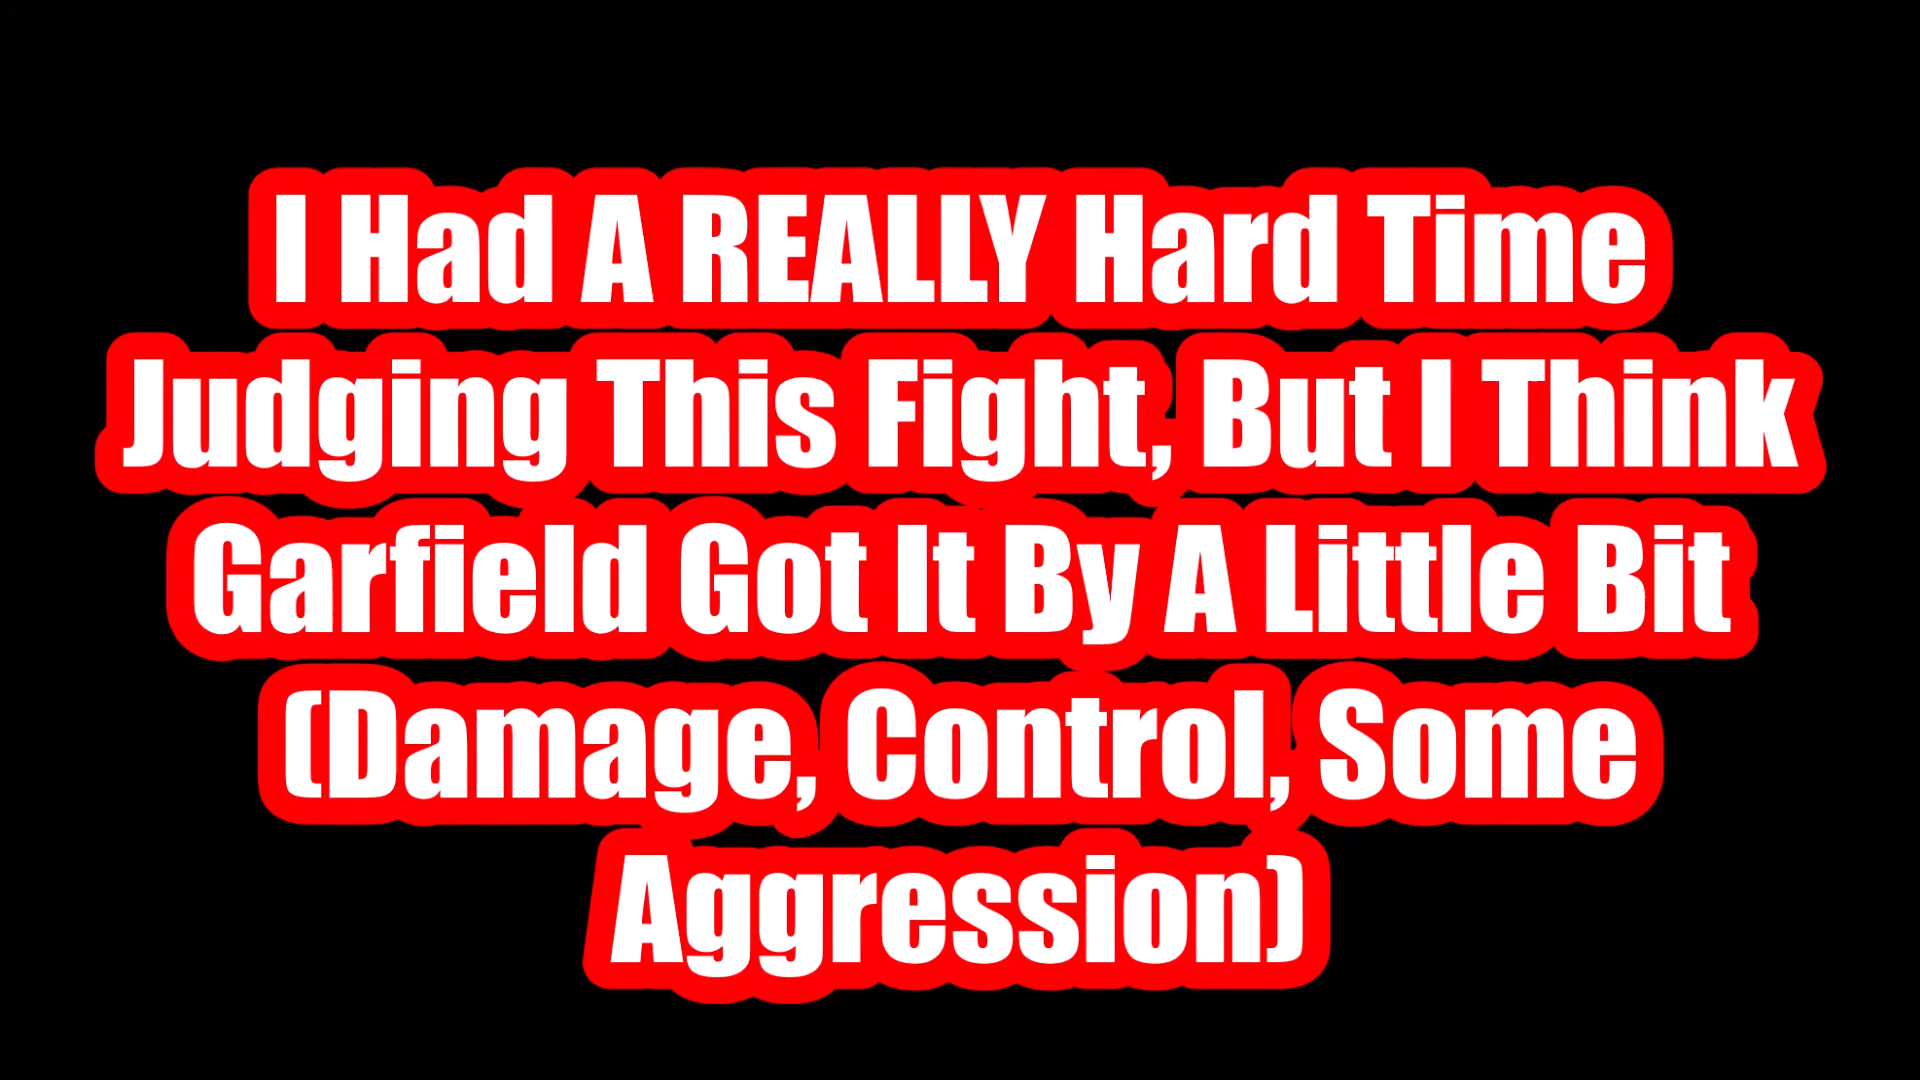 I Had A REALLY Hard Time
Judging This Fight, But I Think
Garfield Got It By A Little Bit
(Damage, Control, Some
Aggression)